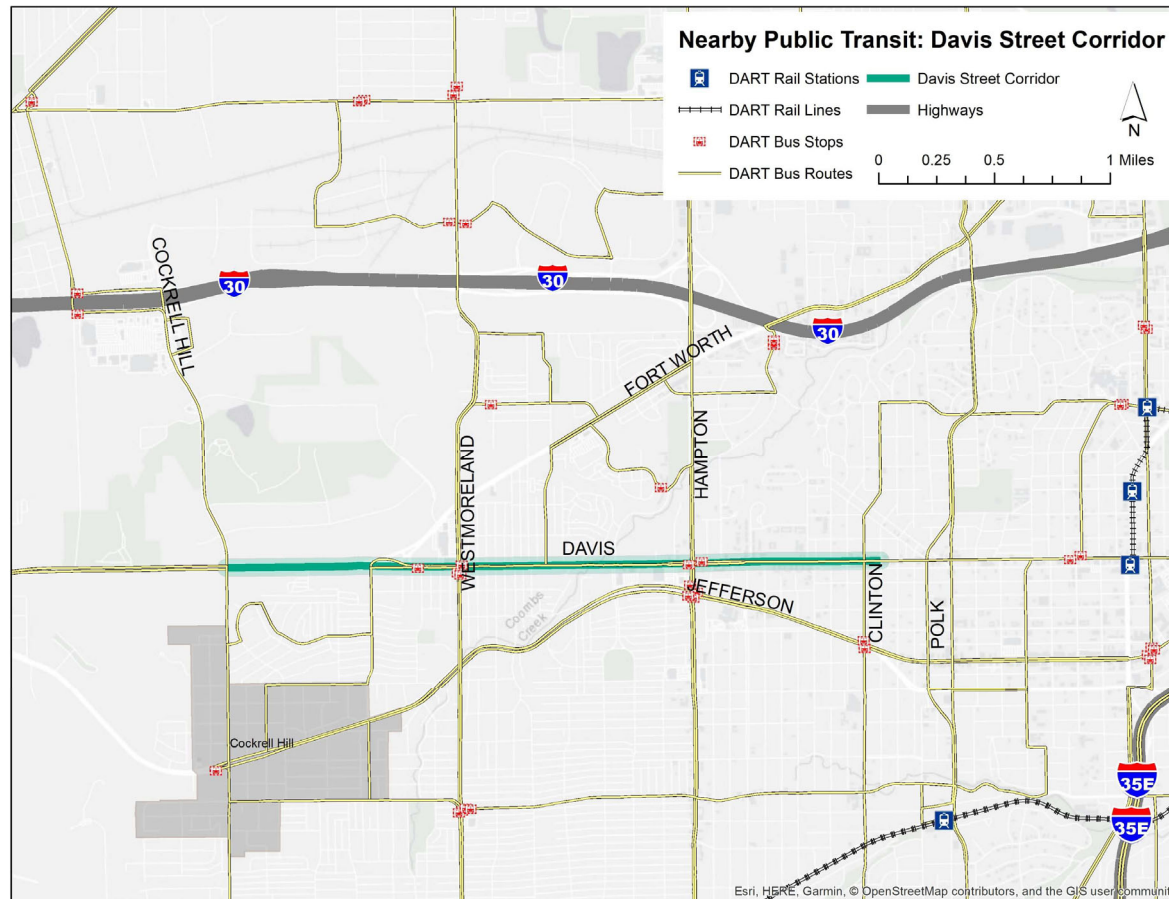 Nearby Public Transit: Davis Street Corridor
DART Rail Stations
Davis Street Corridor
DART Rail Lines
Highways
DART Bus Stops
DART Bus Routes
N
0 0.25 0.5 1 Miles
COCKRELL HILL
30
30
30
FORT WORTH
WESTMORELAND
HAMPTON
DAVIS
JEFFERSON
CLINTON
POLK
Coombs
Creek
Cockrell Hill
35E
35E
Esri, HERE, Garmin, © OpenStreetMap contributors, and the GIS user communit